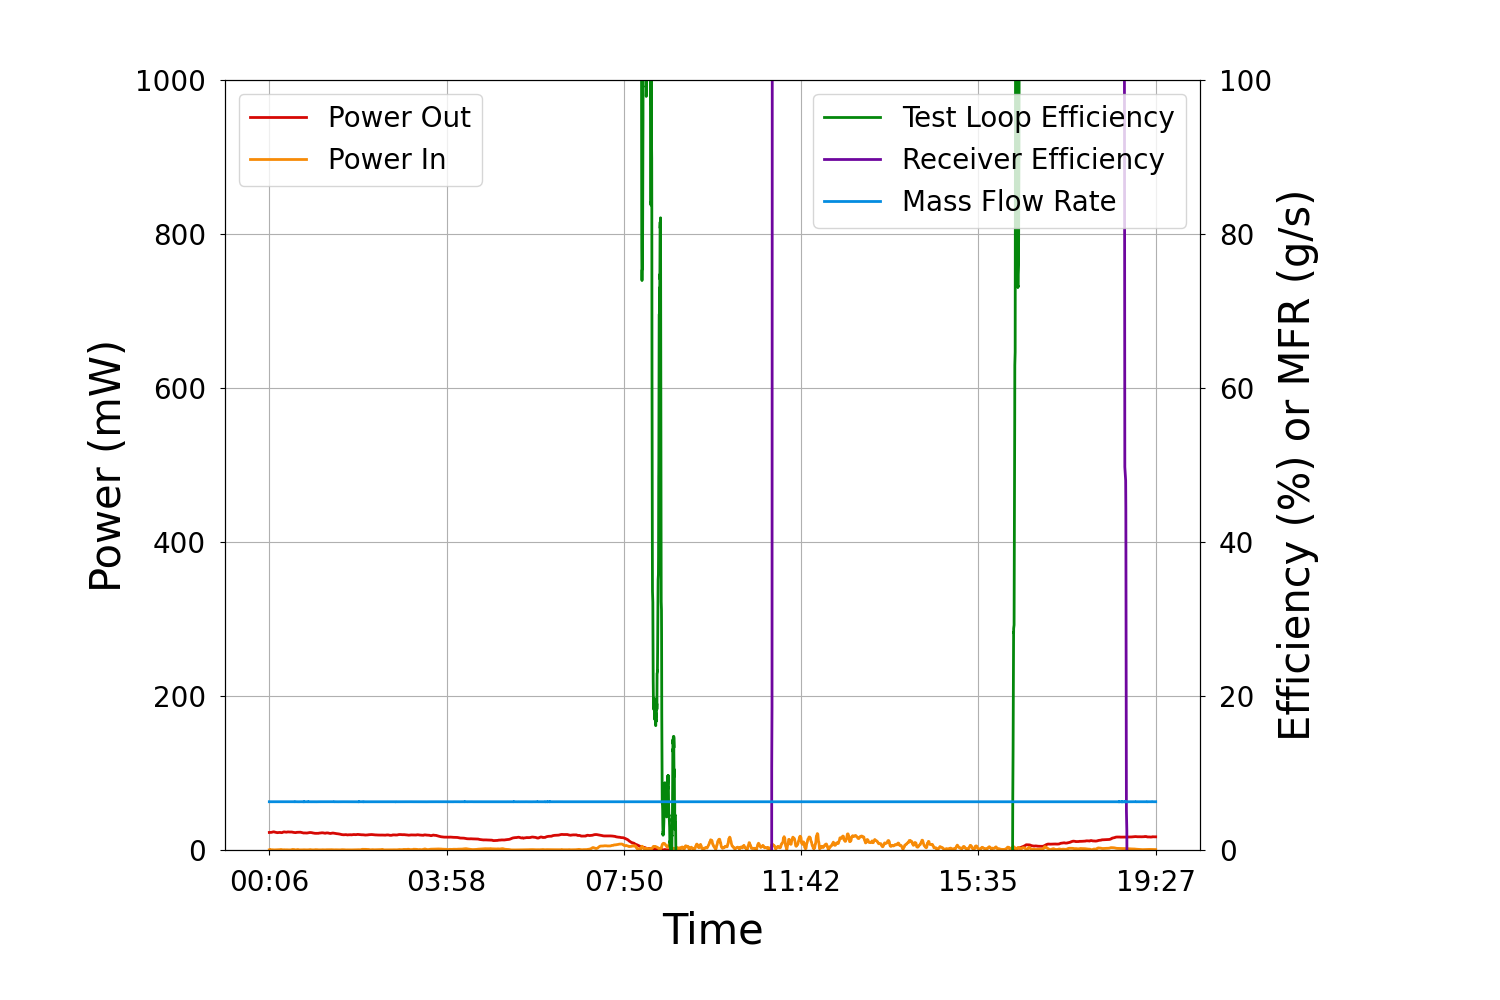 1000
800
600
400
200
0
Power (mW)
Power Out
Power In
Test Loop Efficiency
Receiver Efficiency
Mass Flow Rate
100
80
60
40
20
0
Efficiency (%) or MFR (g/s)
00:06 03:58 07:50 11:42 15:35 19:27
Time